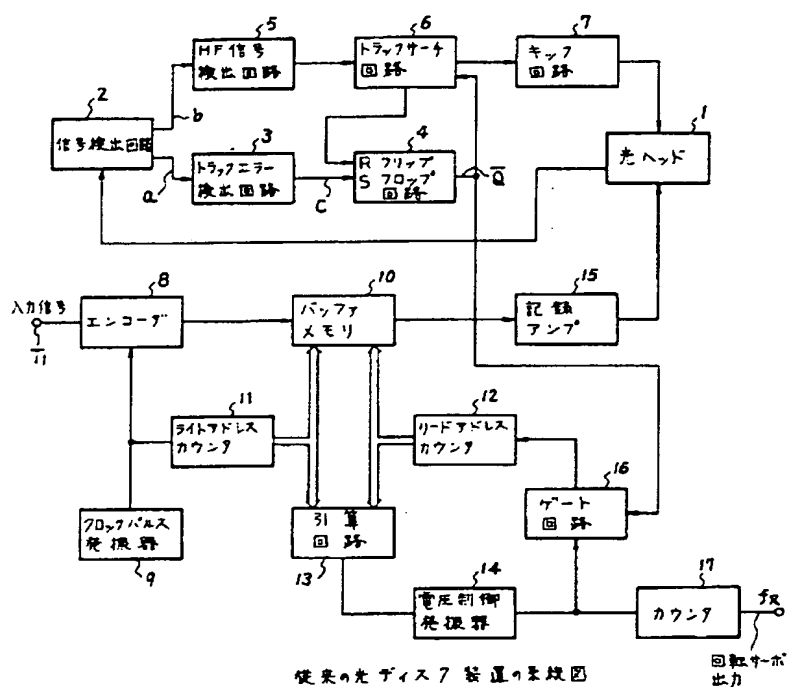 5
HF信号
検出回路
6
トラックサーチ
回路
7
キック
回路
2
信号検出回路
b
a
3
トラックエラー
検出回路
C
4
R フリップ
S フロップ
回路
Q̅
1
光ヘッド
入力信号
11
8
エンコーダ
10
バッファ
メモリ
15
記録
アンプ
11
ライトアドレス
カウンタ
12
リードアドレス
カウンタ
16
ゲート
回路
クロックパルス
発振器
9
引算
回路
13
14
電圧制御
発振器
17
カウンタ
fR
回転サーボ
出力
従来の光ディスク装置の系統図